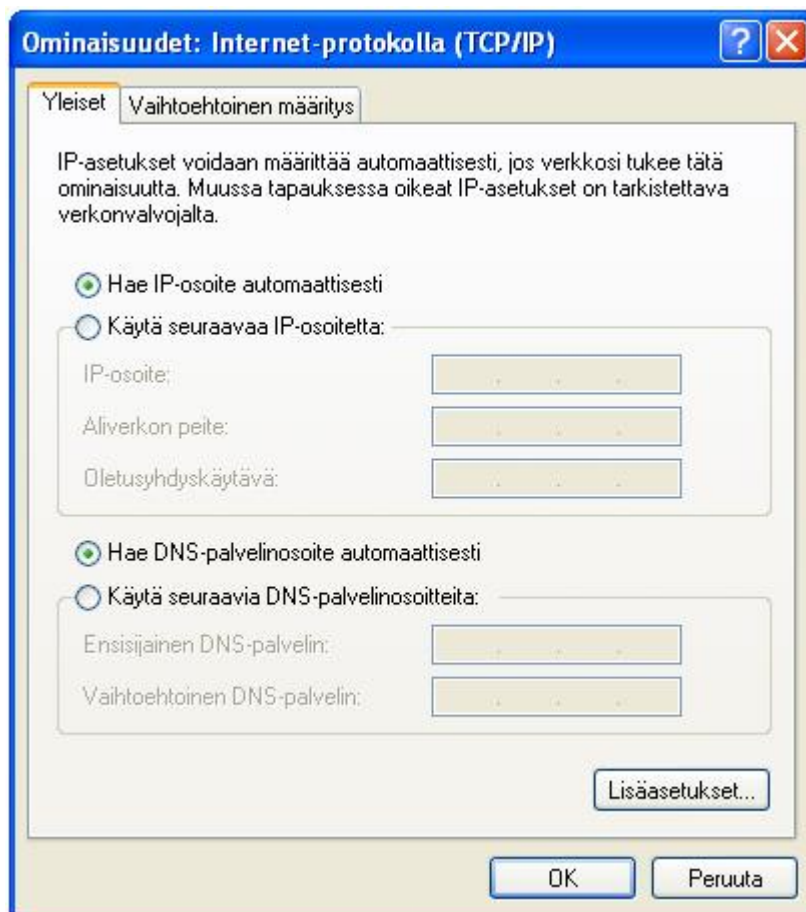 Ominaisuudet: Internet-protokolla (TCP/IP)
Yleiset
Vaihtoehtoinen määritys
IP-asetukset voidaan määrittää automaattisesti, jos verkkosi tukee tätä
ominaisuutta. Muussa tapauksessa oikeat IP-asetukset on tarkistettava
verkonvalvojalta.
Hae IP-osoite automaattisesti
Käytä seuraavaa IP-osoitetta:
IP-osoite:
Aliverkon peite:
Oletusyhdyskäytävä:
Hae DNS-palvelinosoite automaattisesti
Käytä seuraavia DNS-palvelinosoitteita:
Ensisijainen DNS-palvelin:
Vaihtoehtoinen DNS-palvelin:
Lisäasetukset...
OK
Peruuta